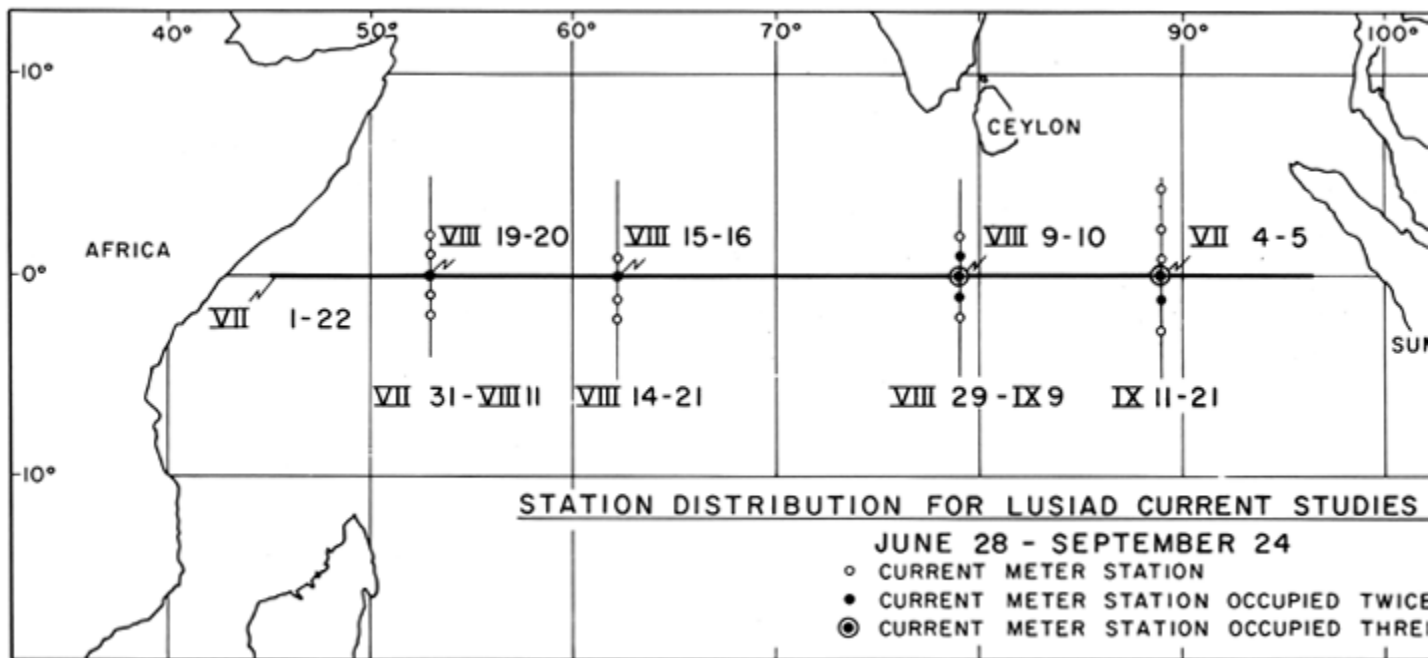 40° 50° 60° 70° 90° 100°
10°
CEYLON
AFRICA
VIII 19-20 VIII 15-16 VIII 9-10 VII 4-5
0°
VII 1-22
SUM
VII 31-VIII 11 VIII 14-21 VIII 29-IX 9 IX 11-21
10°
STATION DISTRIBUTION FOR LUSIAD CURRENT STUDIES
JUNE 28 - SEPTEMBER 24
CURRENT METER STATION
CURRENT METER STATION OCCUPIED TWICE
CURRENT METER STATION OCCUPIED THREE